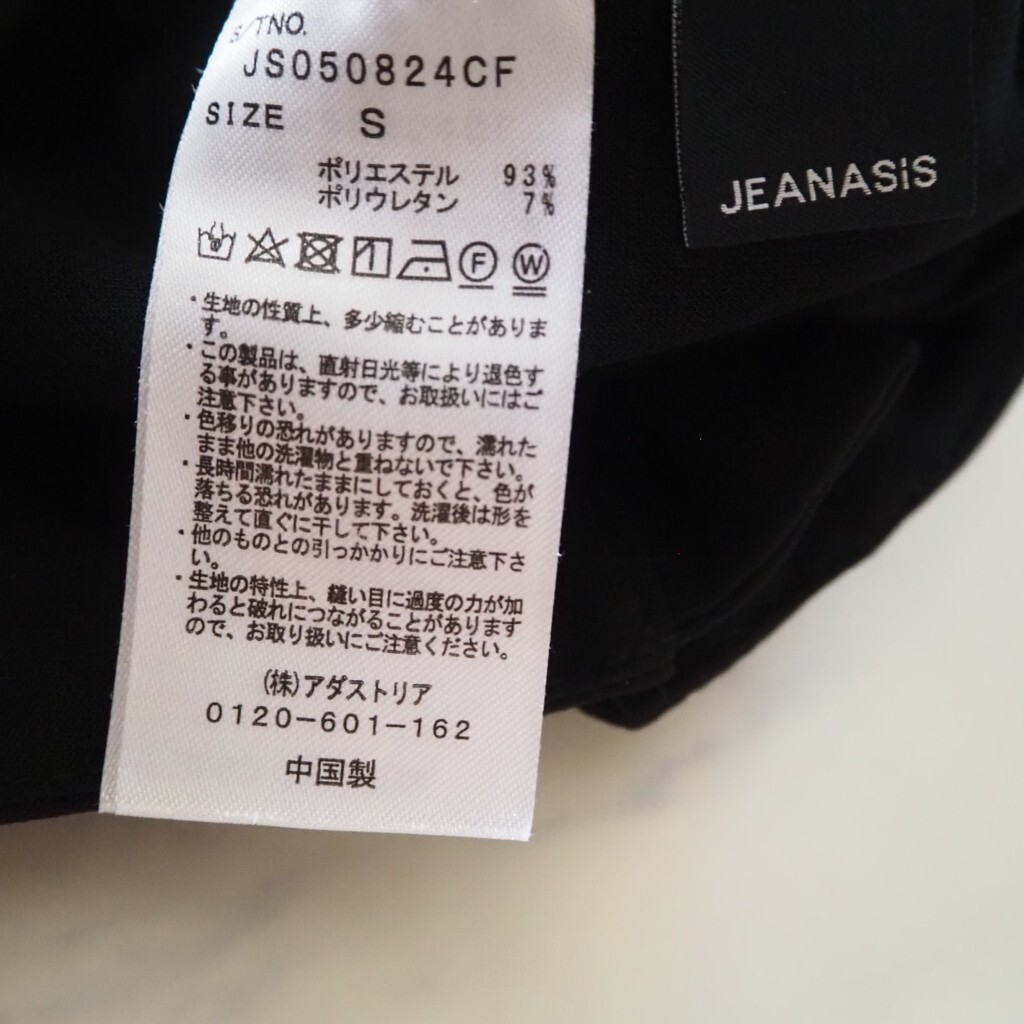 S/TNO.
JS050824CF
SIZE S
ポリエステル 93%
ポリウレタン 7%
F W
・生地の性質上、多少縮むことがありま
す。
・この製品は、直射日光等により退色す
る事がありますので、お取扱いにはご
注意下さい。
・色移りの恐れがありますので、濡れた
まま他の洗濯物と重ねないで下さい。
・長時間濡れたままにしておくと、色が
落ちる恐れがあります。洗濯後は形を
整えて直ぐに干して下さい。
・他のものとの引っかかりにご注意下さ
い。
・生地の特性上、縫い目に過度の力が加
わると破れにつながることがあります
ので、お取り扱いにご注意ください。
(株)アダストリア
0120-601-162
中国製
JEANASiS